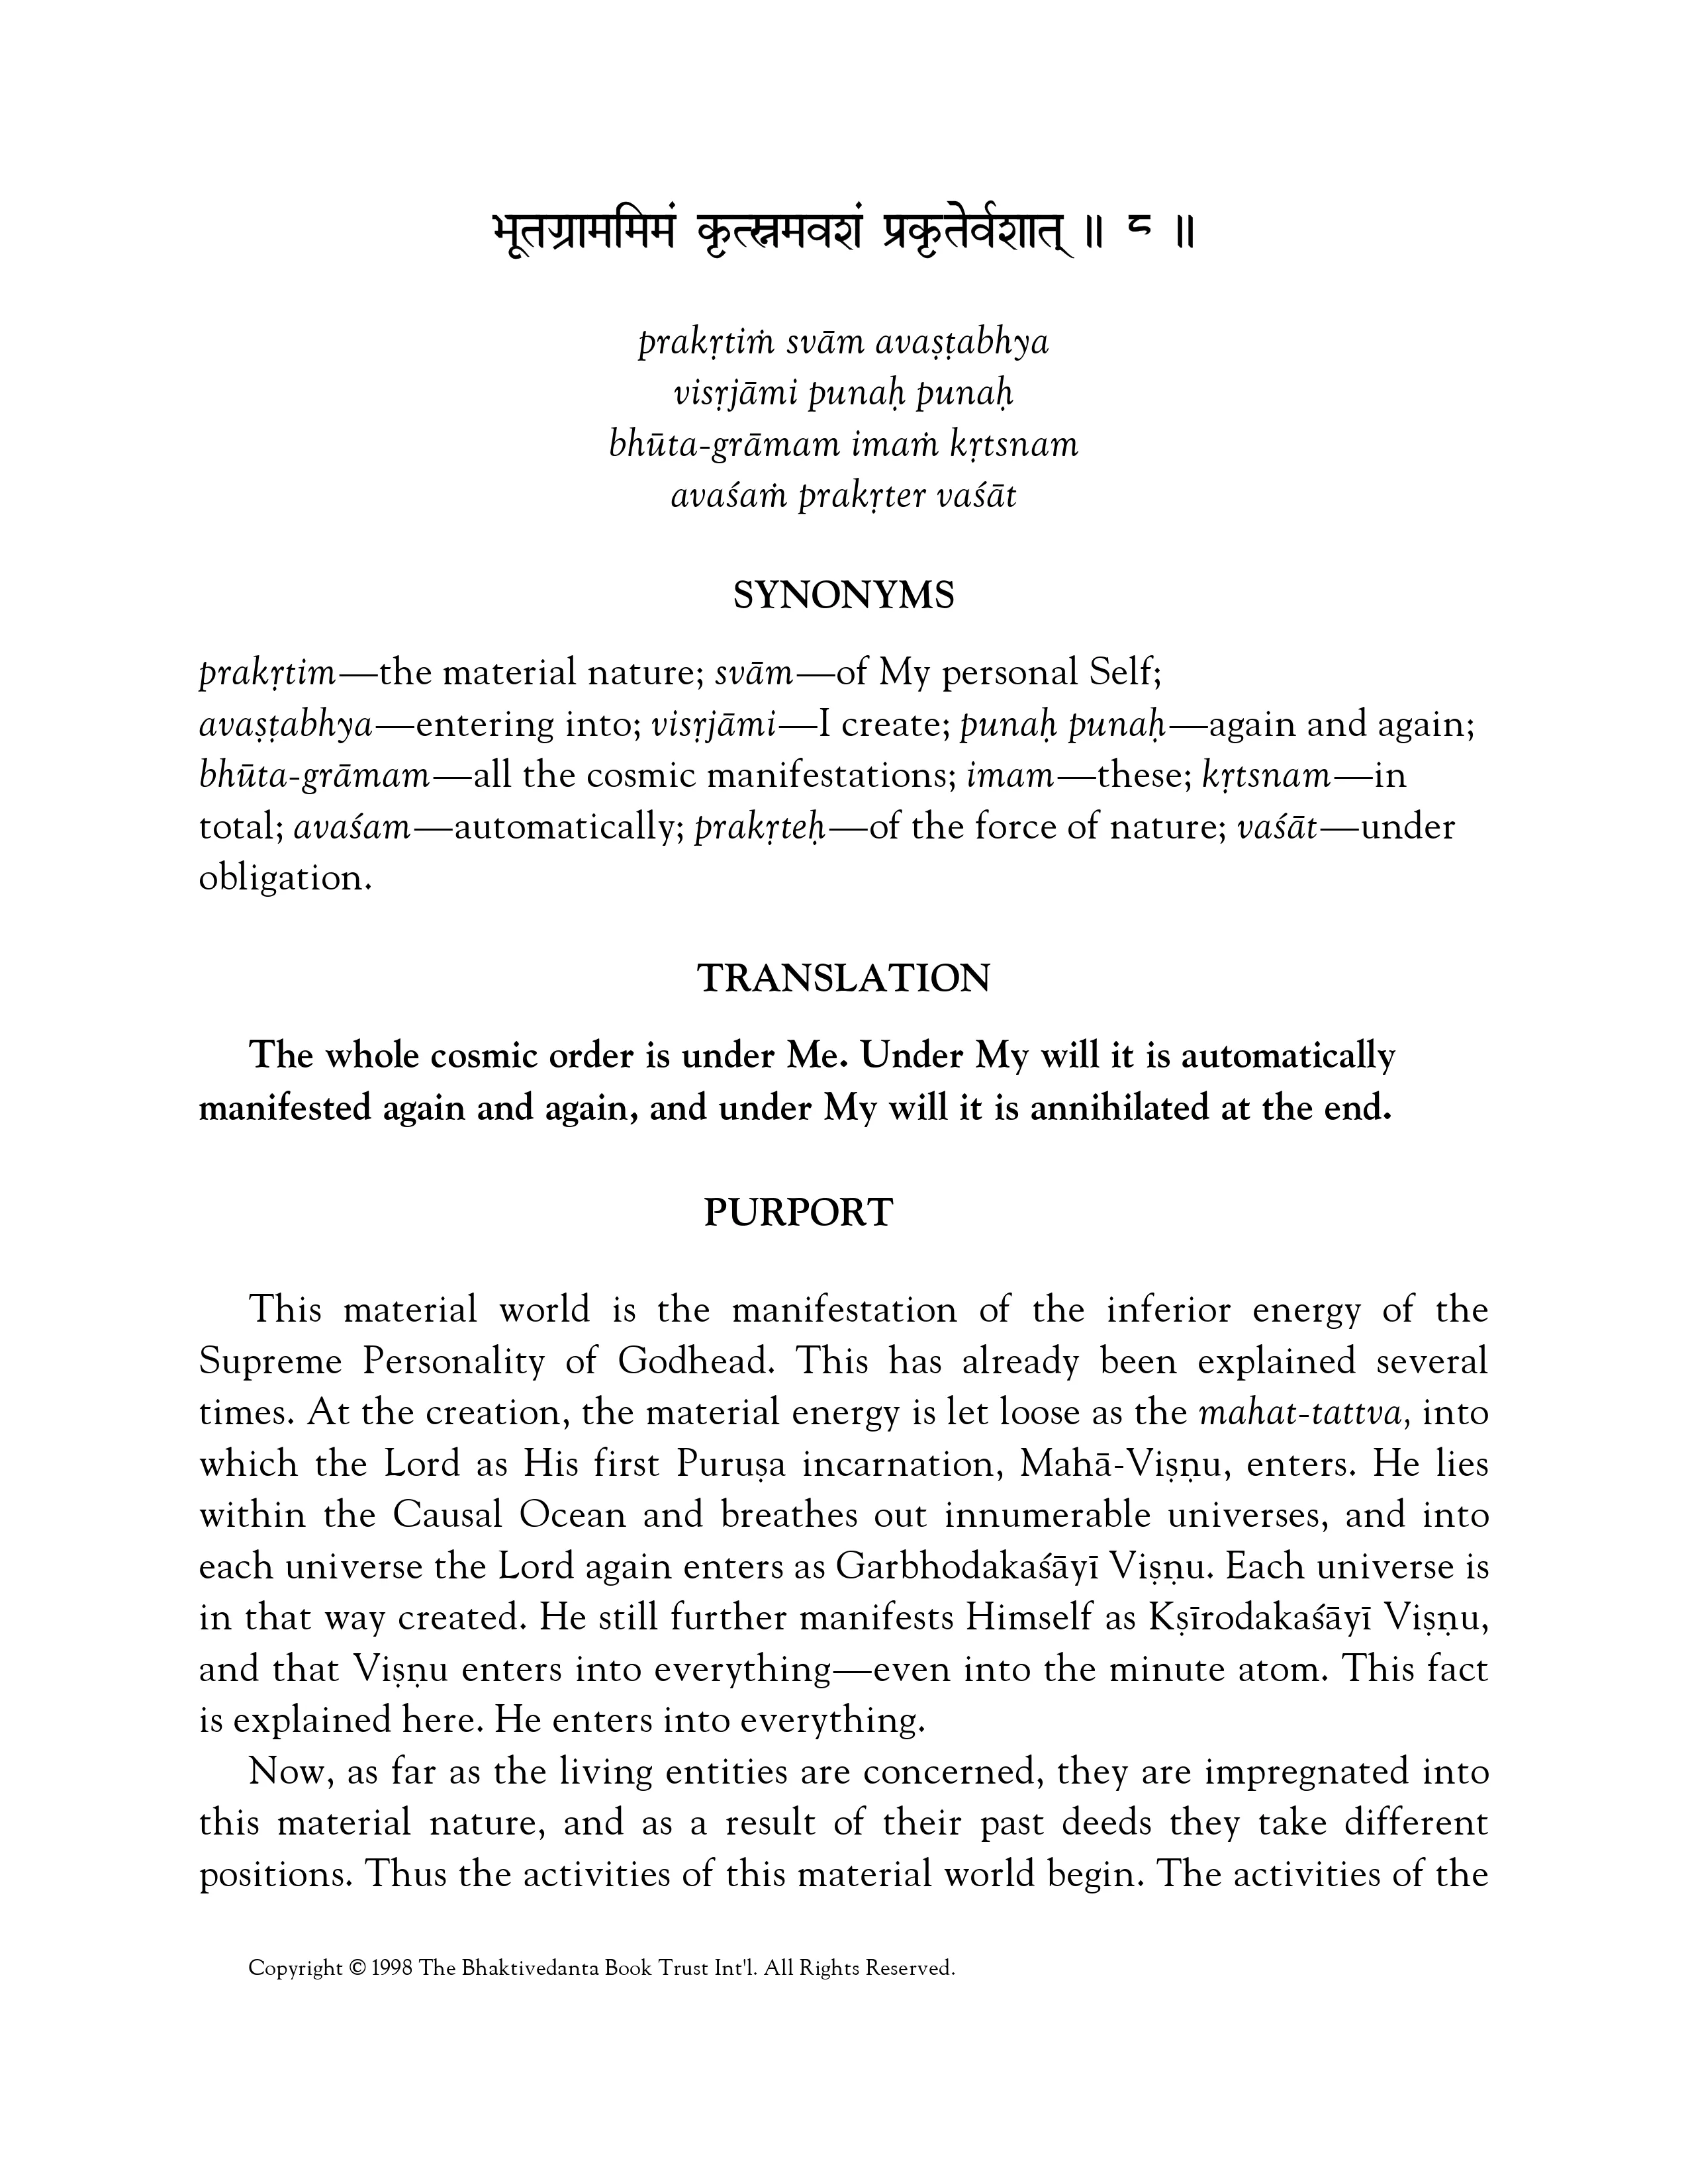 भूतग्राममिमं कृत्स्नमवशं प्रकृतेर्वशात् ॥ ८ ॥
prakṛtiṁ svām avaṣṭabhya
visṛjāmi punaḥ punaḥ
bhūta-grāmam imaṁ kṛtsnam
avaśaṁ prakṛter vaśāt
SYNONYMS
prakṛtim—the material nature; svām—of My personal Self;
avaṣṭabhya—entering into; visṛjāmi—I create; punaḥ punaḥ—again and again;
bhūta-grāmam—all the cosmic manifestations; imam—these; kṛtsnam—in
total; avaśam—automatically; prakṛteḥ—of the force of nature; vaśāt—under
obligation.
TRANSLATION
The whole cosmic order is under Me. Under My will it is automatically
manifested again and again, and under My will it is annihilated at the end.
PURPORT
This material world is the manifestation of the inferior energy of the
Supreme Personality of Godhead. This has already been explained several
times. At the creation, the material energy is let loose as the mahat-tattva, into
which the Lord as His first Puruṣa incarnation, Mahā-Viṣṇu, enters. He lies
within the Causal Ocean and breathes out innumerable universes, and into
each universe the Lord again enters as Garbhodakaśāyī Viṣṇu. Each universe is
in that way created. He still further manifests Himself as Kṣīrodakaśāyī Viṣṇu,
and that Viṣṇu enters into everything—even into the minute atom. This fact
is explained here. He enters into everything.
Now, as far as the living entities are concerned, they are impregnated into
this material nature, and as a result of their past deeds they take different
positions. Thus the activities of this material world begin. The activities of the
Copyright © 1998 The Bhaktivedanta Book Trust Int'l. All Rights Reserved.